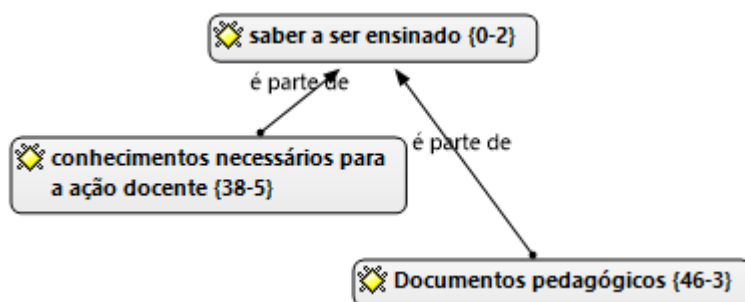 saber a ser ensinado {0-2}
é parte de
conhecimentos necessários para
a ação docente {38-5}
é parte de
Documentos pedagógicos {46-3}